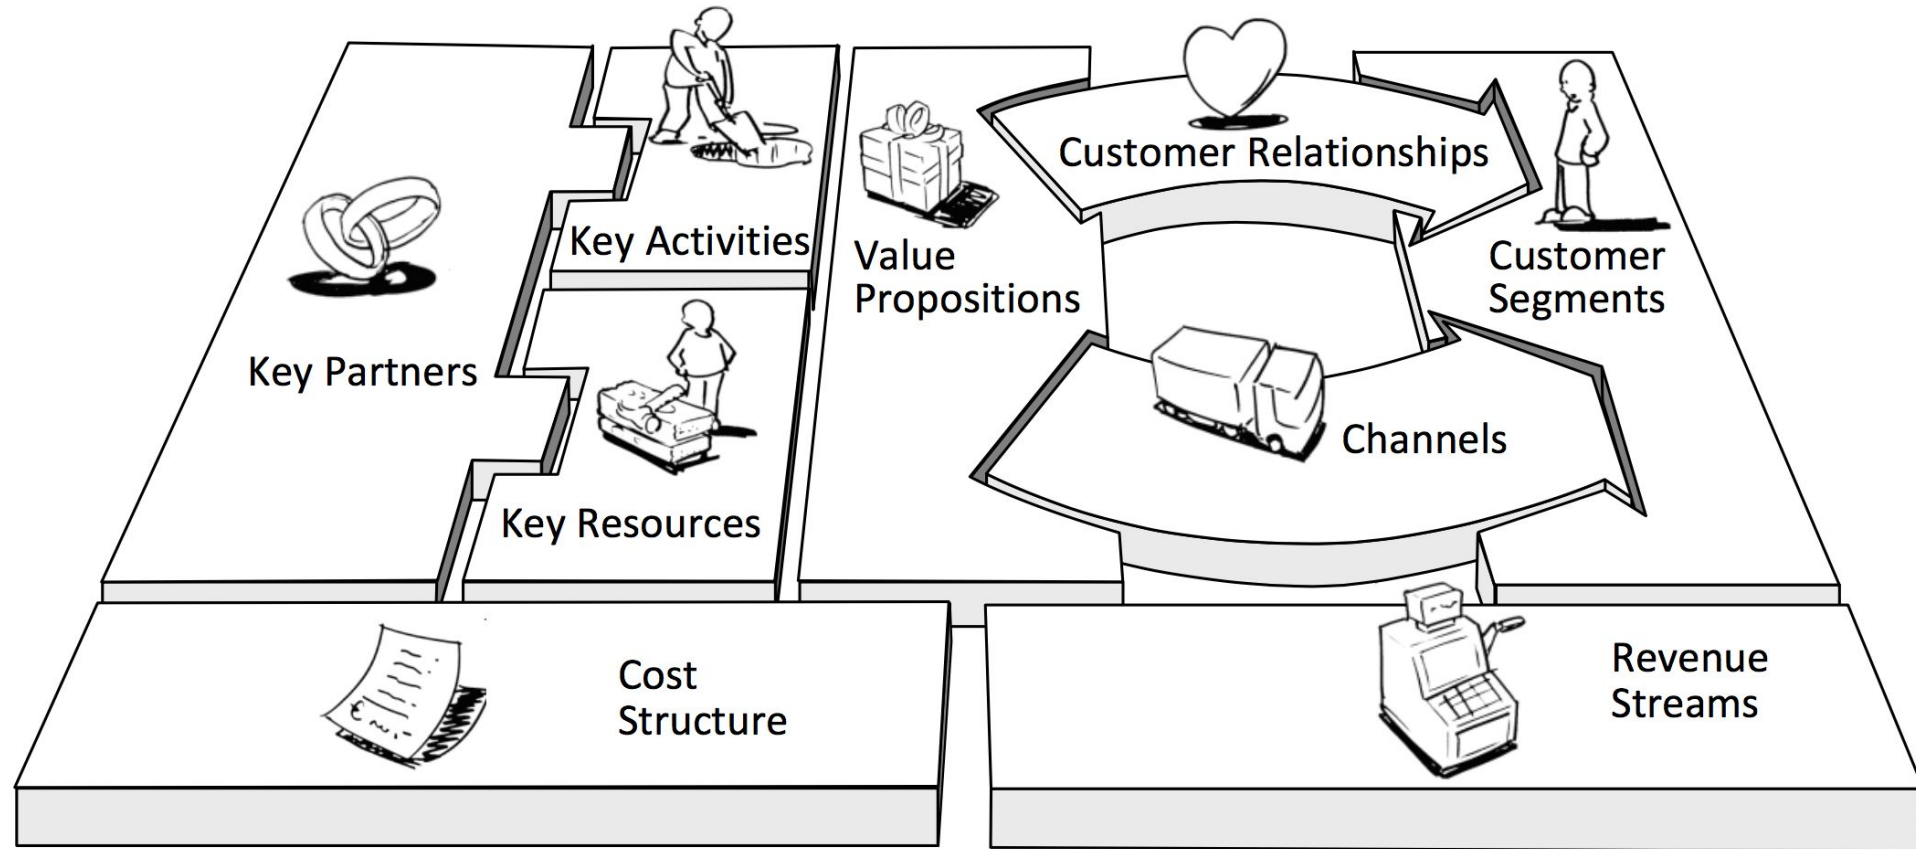 Key Partners
Key Activities
Key Resources
Value
Propositions
Customer Relationships
Channels
Customer
Segments
Cost
Structure
€
Revenue
Streams